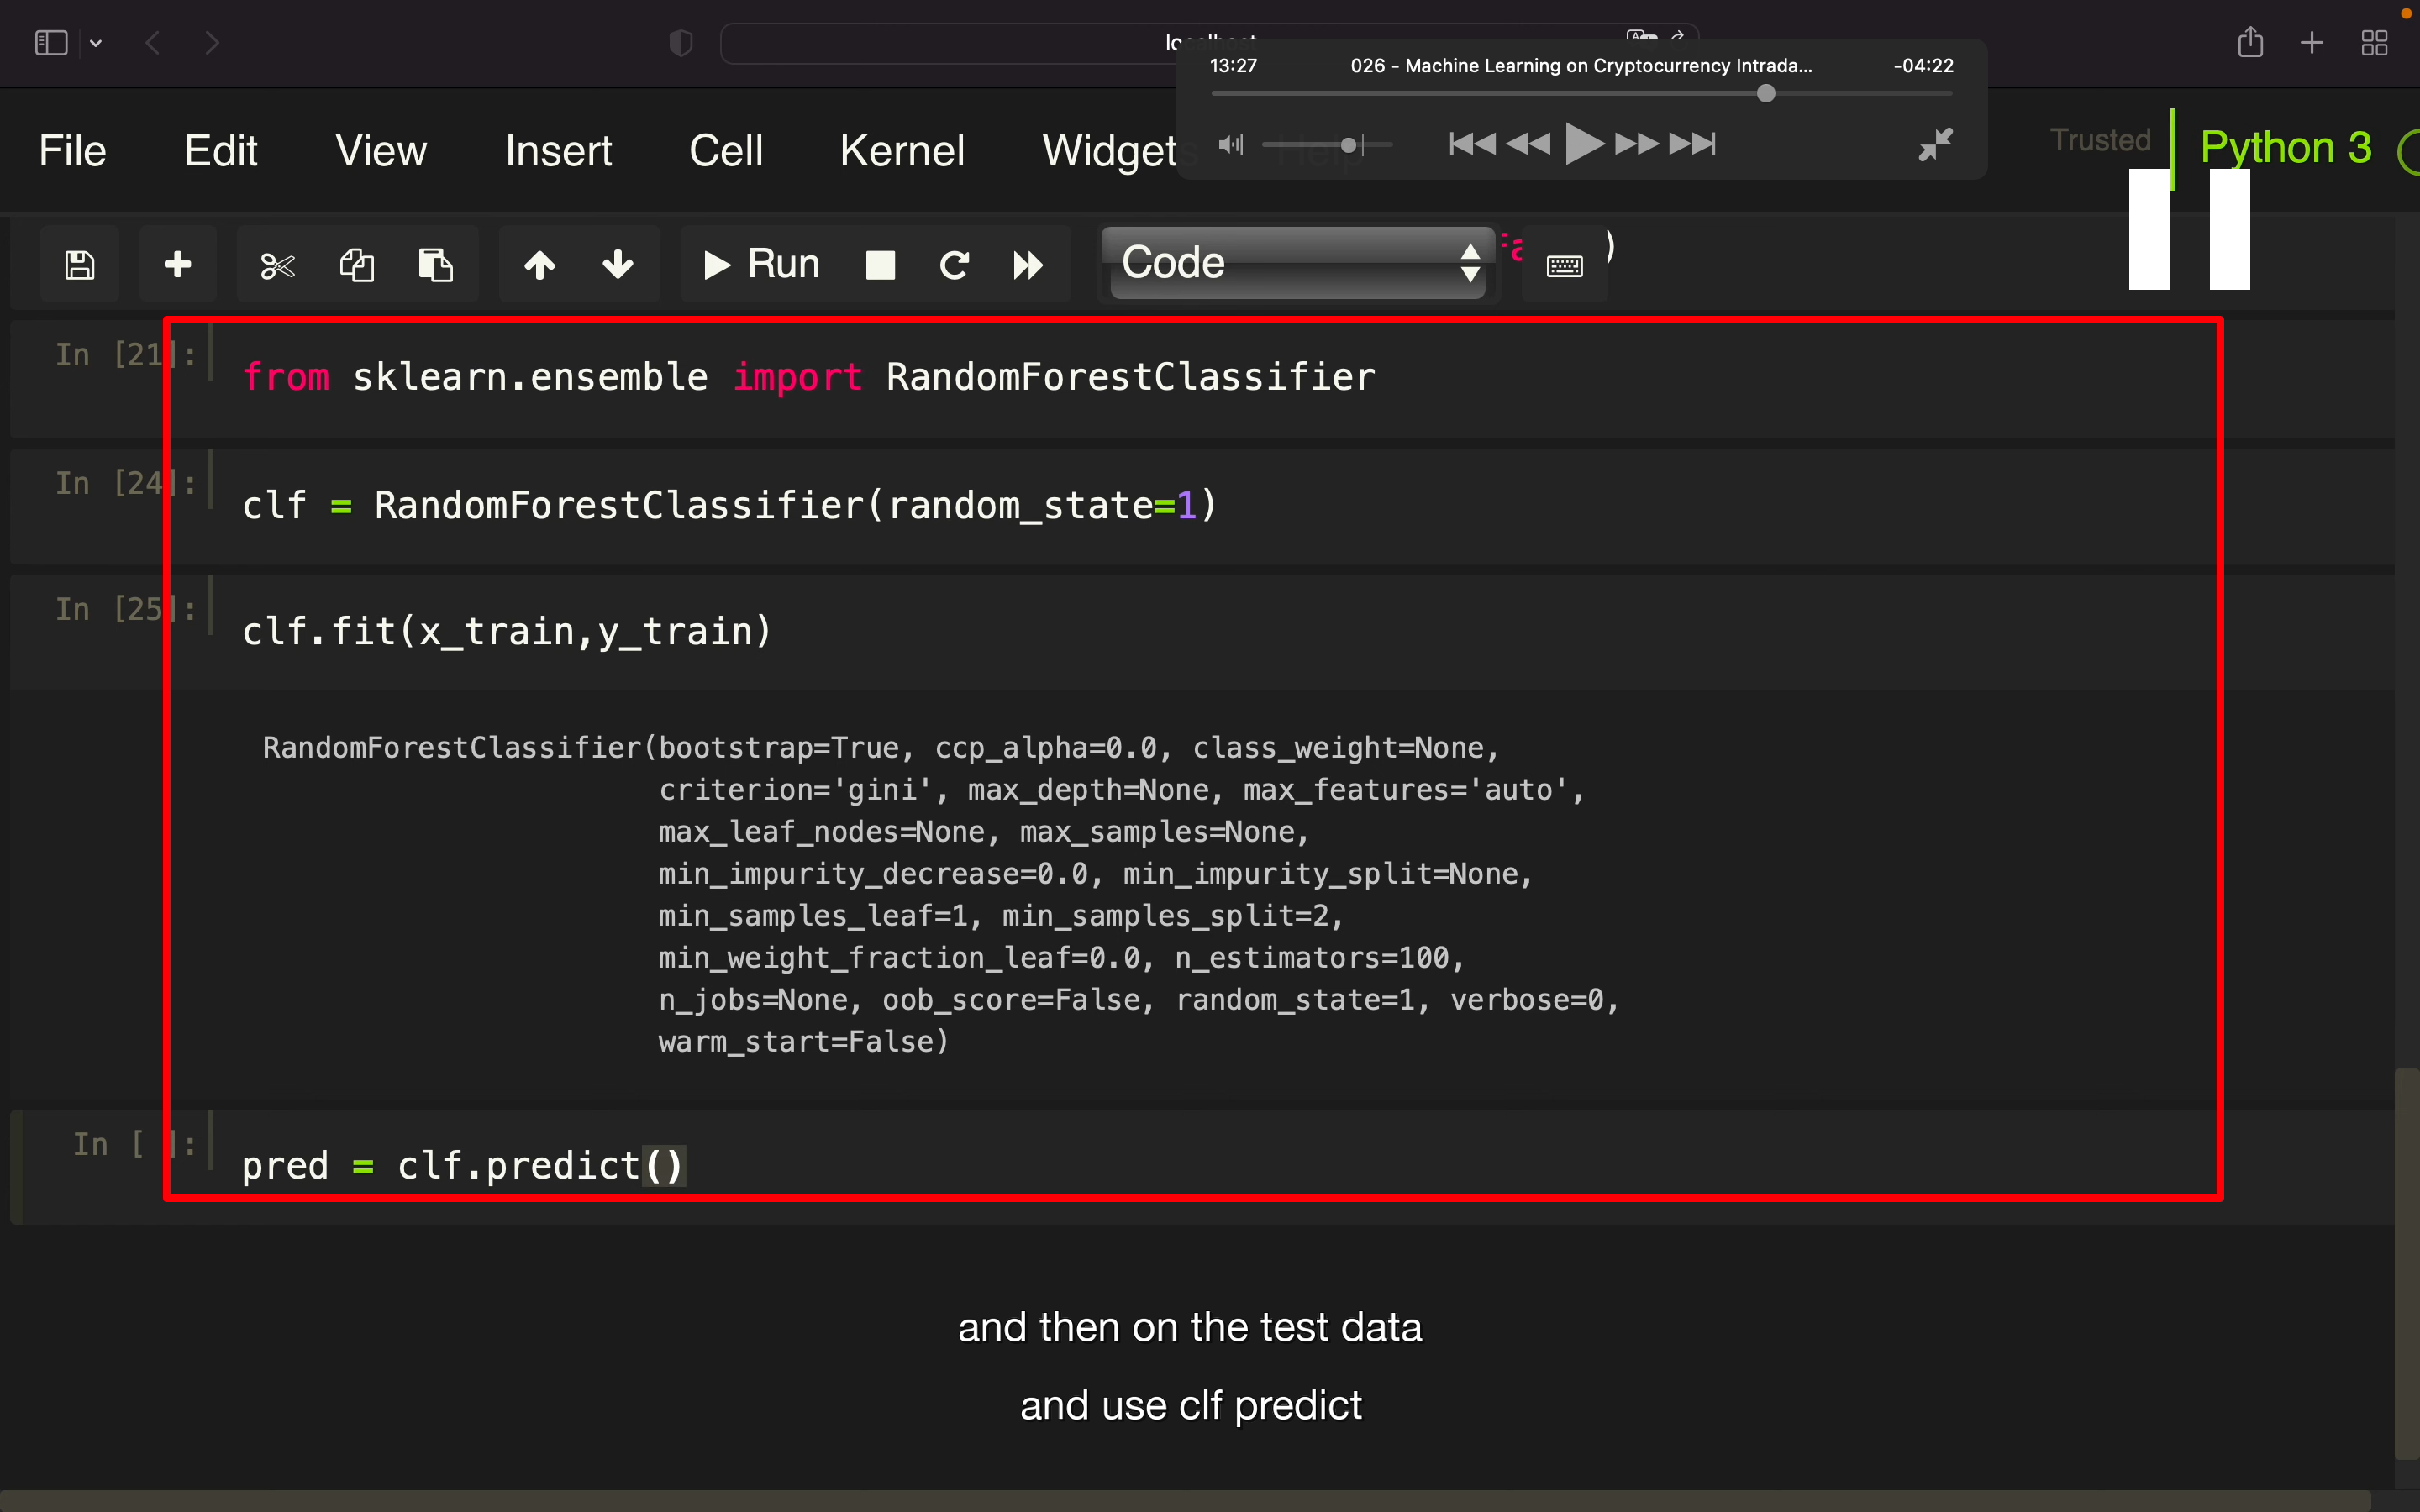 13:27 026 - Machine Learning on Cryptocurrency Intrada... -04:22
File Edit View Insert Cell Kernel Widgets Help Trusted Python 3
Run Code )
In [21]: from sklearn.ensemble import RandomForestClassifier
In [24]: clf = RandomForestClassifier(random_state=1)
In [25]: clf.fit(x_train,y_train)
RandomForestClassifier(bootstrap=True, ccp_alpha=0.0, class_weight=None,
criterion='gini', max_depth=None, max_features='auto',
max_leaf_nodes=None, max_samples=None,
min_impurity_decrease=0.0, min_impurity_split=None,
min_samples_leaf=1, min_samples_split=2,
min_weight_fraction_leaf=0.0, n_estimators=100,
n_jobs=None, oob_score=False, random_state=1, verbose=0,
warm_start=False)
In [ ]: pred = clf.predict()
and then on the test data
and use clf predict